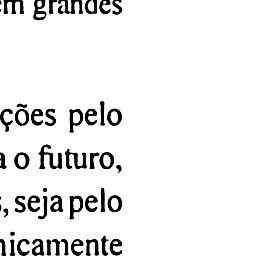 em grandes
ções pelo
a o futuro,
s, seja pelo
nicamente